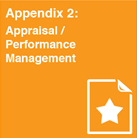 Appendix 2:
Appraisal /
Performance
Management